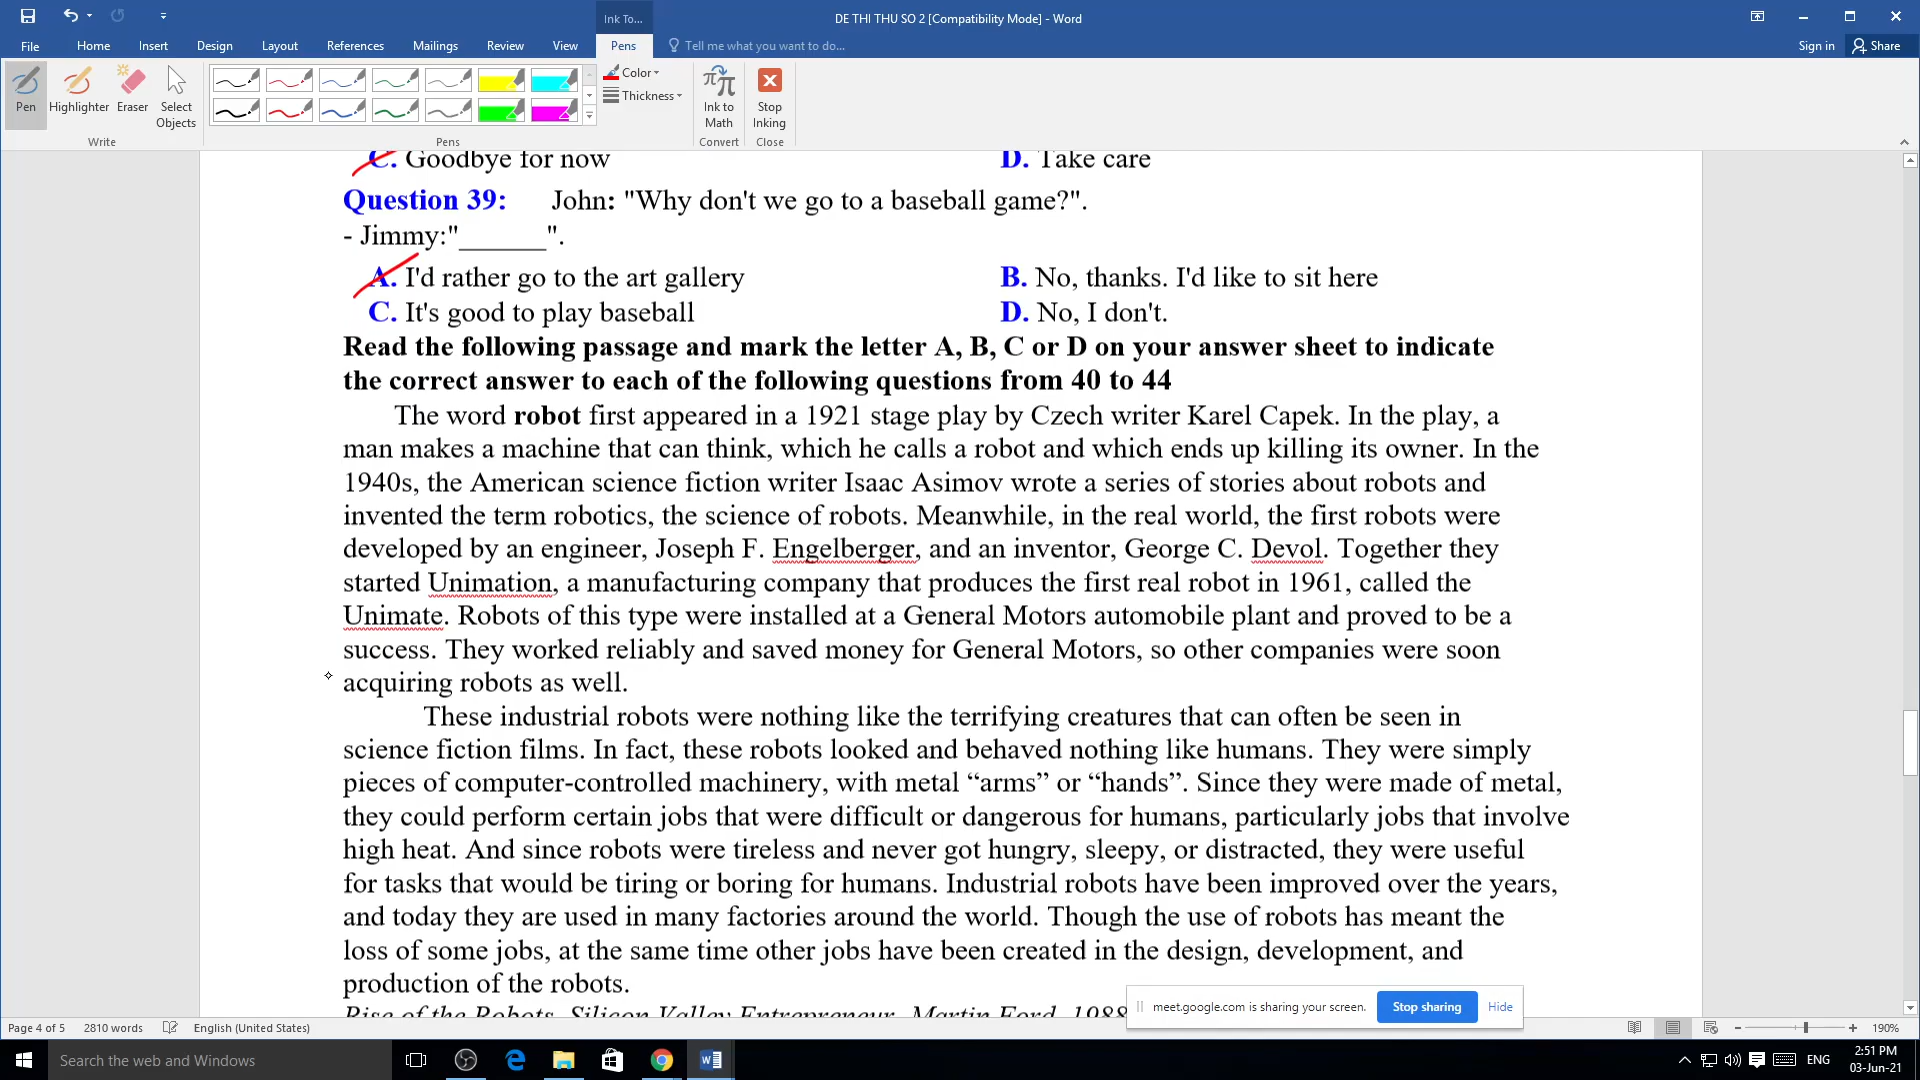 Ink To...
DE THI THU SO 2 [Compatibility Mode] - Word
File Home Insert Design Layout References Mailings Review View Pens Tell me what you want to do... Sign in Share
Pen Highlighter Eraser Select Objects
Write
Pens
Color
Thickness
Ink to Math
Convert
Stop Inking
Close
C. Goodbye for now D. Take care
Question 39: John: "Why don't we go to a baseball game?".
- Jimmy:"______".
A. I'd rather go to the art gallery B. No, thanks. I'd like to sit here
C. It's good to play baseball D. No, I don't.
Read the following passage and mark the letter A, B, C or D on your answer sheet to indicate
the correct answer to each of the following questions from 40 to 44
The word robot first appeared in a 1921 stage play by Czech writer Karel Capek. In the play, a
man makes a machine that can think, which he calls a robot and which ends up killing its owner. In the
1940s, the American science fiction writer Isaac Asimov wrote a series of stories about robots and
invented the term robotics, the science of robots. Meanwhile, in the real world, the first robots were
developed by an engineer, Joseph F. Engelberger, and an inventor, George C. Devol. Together they
started Unimation, a manufacturing company that produces the first real robot in 1961, called the
Unimate. Robots of this type were installed at a General Motors automobile plant and proved to be a
success. They worked reliably and saved money for General Motors, so other companies were soon
acquiring robots as well.
These industrial robots were nothing like the terrifying creatures that can often be seen in
science fiction films. In fact, these robots looked and behaved nothing like humans. They were simply
pieces of computer-controlled machinery, with metal “arms” or “hands”. Since they were made of metal,
they could perform certain jobs that were difficult or dangerous for humans, particularly jobs that involve
high heat. And since robots were tireless and never got hungry, sleepy, or distracted, they were useful
for tasks that would be tiring or boring for humans. Industrial robots have been improved over the years,
and today they are used in many factories around the world. Though the use of robots has meant the
loss of some jobs, at the same time other jobs have been created in the design, development, and
production of the robots.
Rise of the Robots, Silicon Valley Entrepreneur, Martin Ford, 1988
meet.google.com is sharing your screen. Stop sharing Hide
Page 4 of 5 2810 words English (United States) 190%
Search the web and Windows
ENG
2:51 PM
03-Jun-21